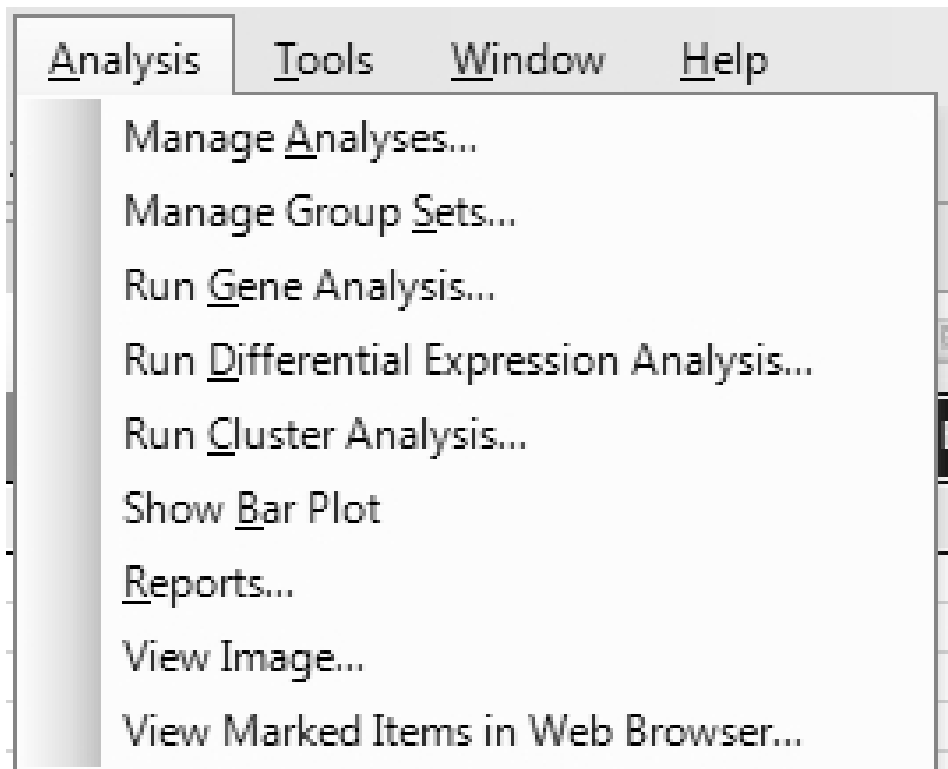 Analysis Tools Window Help
Manage Analyses...
Manage Group Sets...
Run Gene Analysis...
Run Differential Expression Analysis...
Run Cluster Analysis...
Show Bar Plot
Reports...
View Image...
View Marked Items in Web Browser...